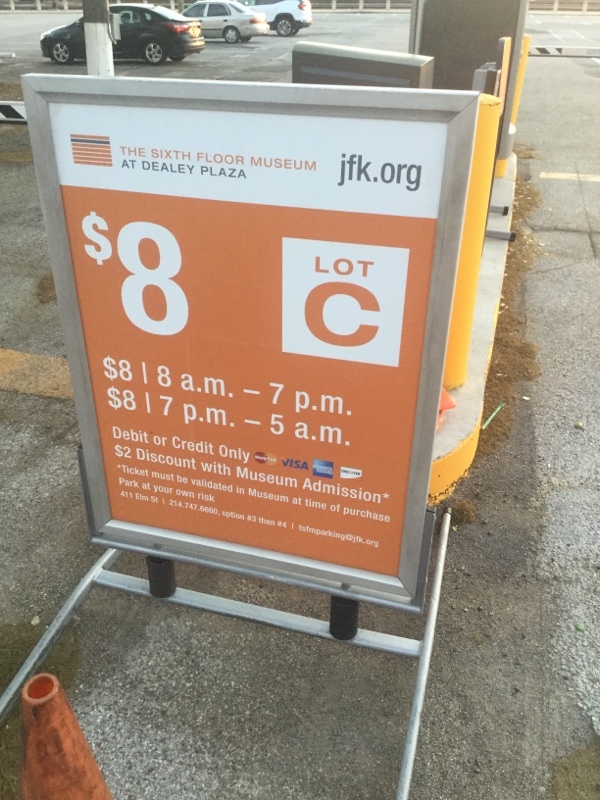 THE SIXTH FLOOR MUSEUM
AT DEALEY PLAZA
jfk.org
$8
LOT
C
$8 | 8 a.m. – 7 p.m.
$8 | 7 p.m. – 5 a.m.
Debit or Credit Only MasterCard VISA
$2 Discount with Museum Admission*
*Ticket must be validated in Museum at time of purchase
Park at your own risk
411 Elm St | 214.747.6660, option #3 then #4 | tsfmparking@jfk.org